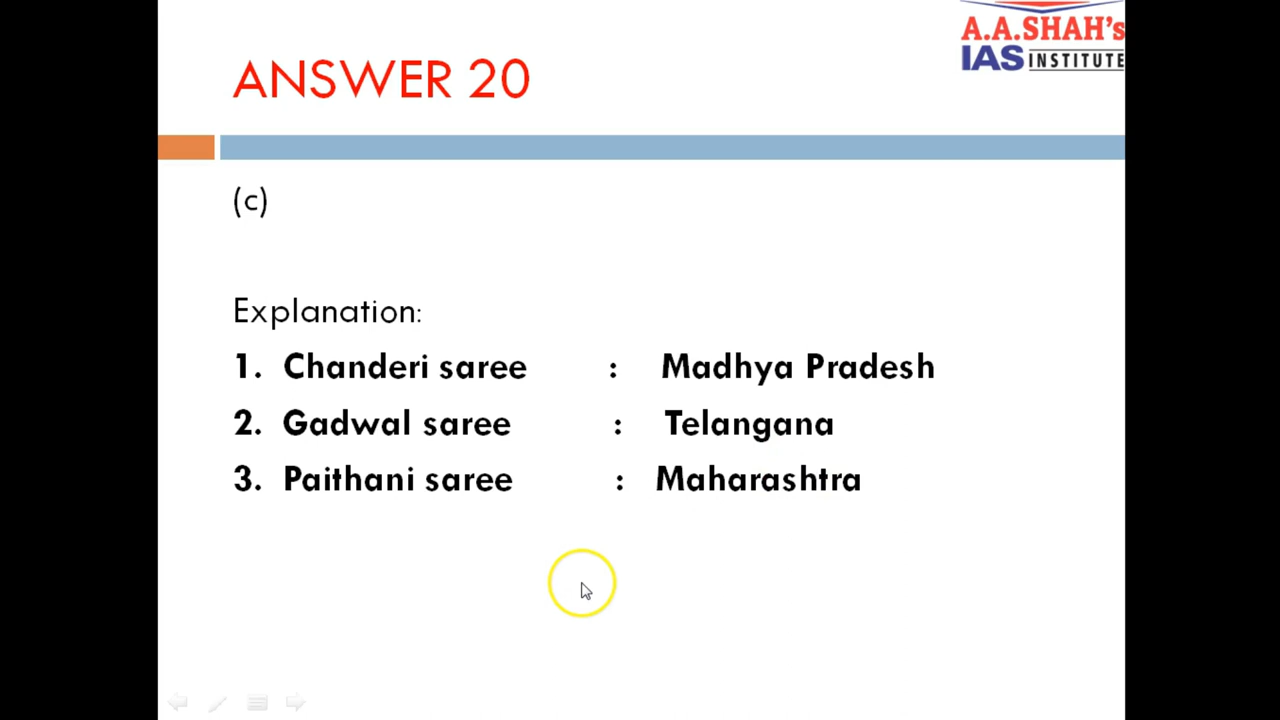 A.A.SHAH's
IAS INSTITUTE
ANSWER 20
(c)
Explanation:
1. Chanderi saree : Madhya Pradesh
2. Gadwal saree : Telangana
3. Paithani saree : Maharashtra